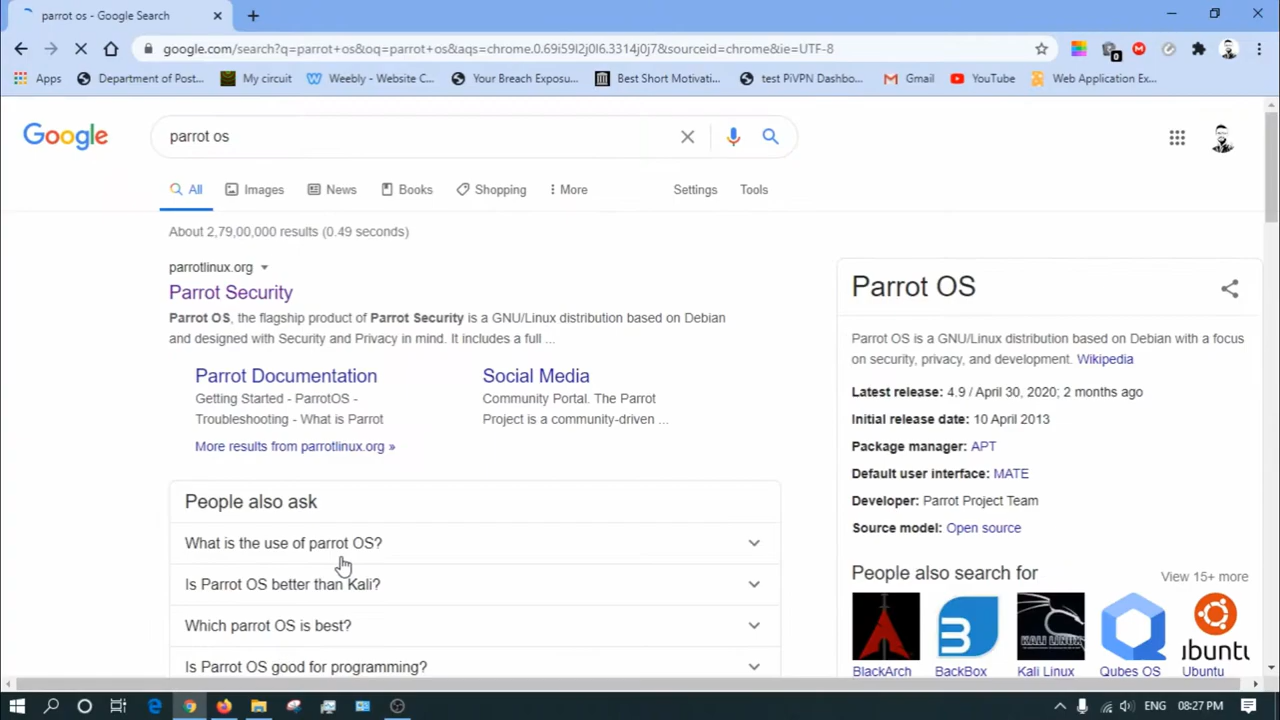 parrot os - Google Search
google.com/search?q=parrot+os&oq=parrot+os&aqs=chrome.0.69i59l2j0l6.3314j0j7&sourceid=chrome&ie=UTF-8
0
Apps Department of Post... My circuit Weebly - Website C... Your Breach Exposu... Best Short Motivati... test PiVPN Dashbo... Gmail YouTube Web Application Ex...
Google
parrot os
All Images News Books Shopping More Settings Tools
About 2,79,00,000 results (0.49 seconds)
parrotlinux.org
Parrot Security
Parrot OS, the flagship product of Parrot Security is a GNU/Linux distribution based on Debian
and designed with Security and Privacy in mind. It includes a full ...
Parrot Documentation
Getting Started - ParrotOS -
Troubleshooting - What is Parrot
Social Media
Community Portal. The Parrot
Project is a community-driven ...
More results from parrotlinux.org »
People also ask
What is the use of parrot OS?
Is Parrot OS better than Kali?
Which parrot OS is best?
Is Parrot OS good for programming?
Parrot OS
Parrot OS is a GNU/Linux distribution based on Debian with a focus
on security, privacy, and development. Wikipedia
Latest release: 4.9 / April 30, 2020; 2 months ago
Initial release date: 10 April 2013
Package manager: APT
Default user interface: MATE
Developer: Parrot Project Team
Source model: Open source
People also search for View 15+ more
KALI LINUX
ubuntu
BlackArch BackBox Kali Linux Qubes OS Ubuntu
ENG 08:27 PM